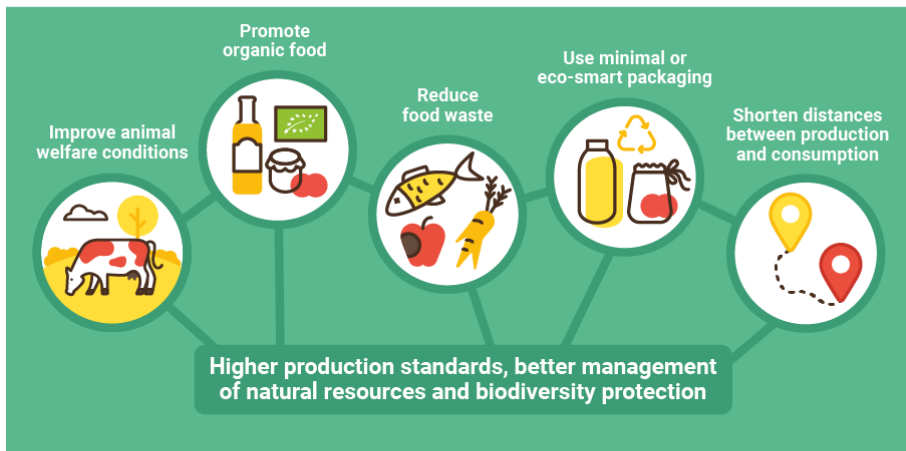 Improve animal
welfare conditions
Promote
organic food
Reduce
food waste
Use minimal or
eco-smart packaging
Shorten distances
between production
and consumption
Higher production standards, better management
of natural resources and biodiversity protection